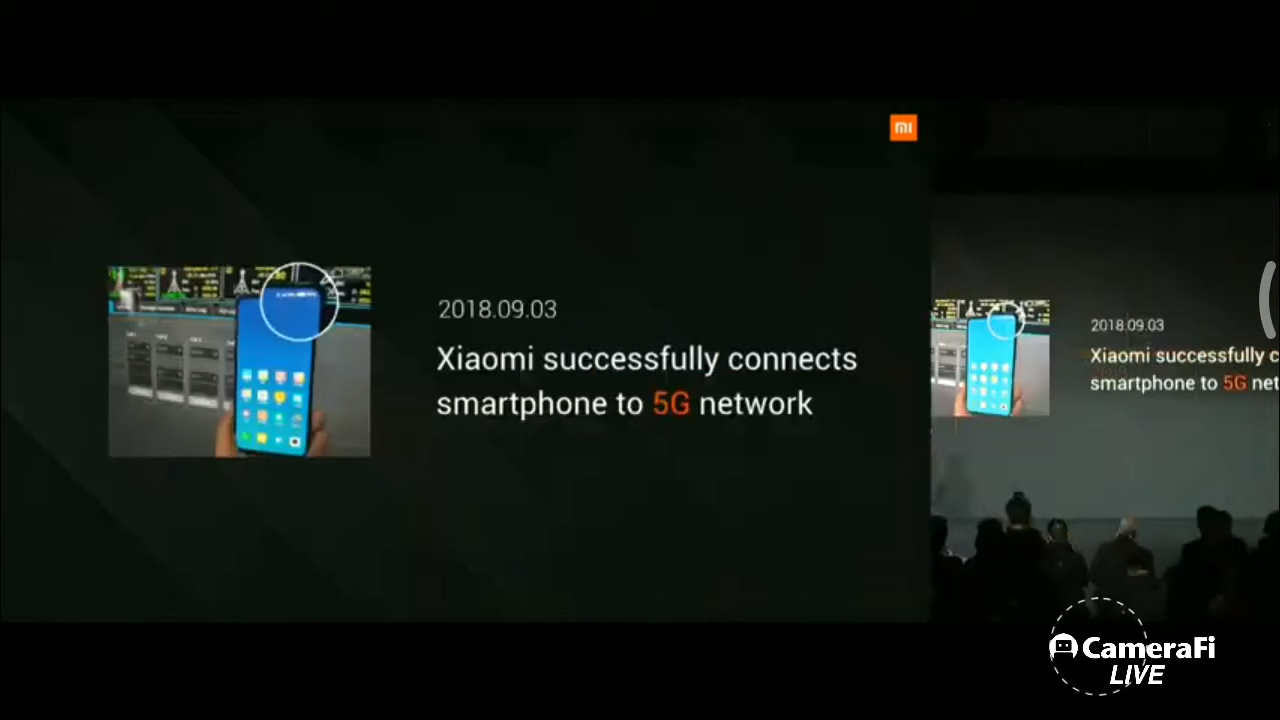 mi
2018.09.03
Xiaomi successfully connects
smartphone to 5G network
2018.09.03
Xiaomi successfully c
smartphone to 5G net
CameraFi
LIVE